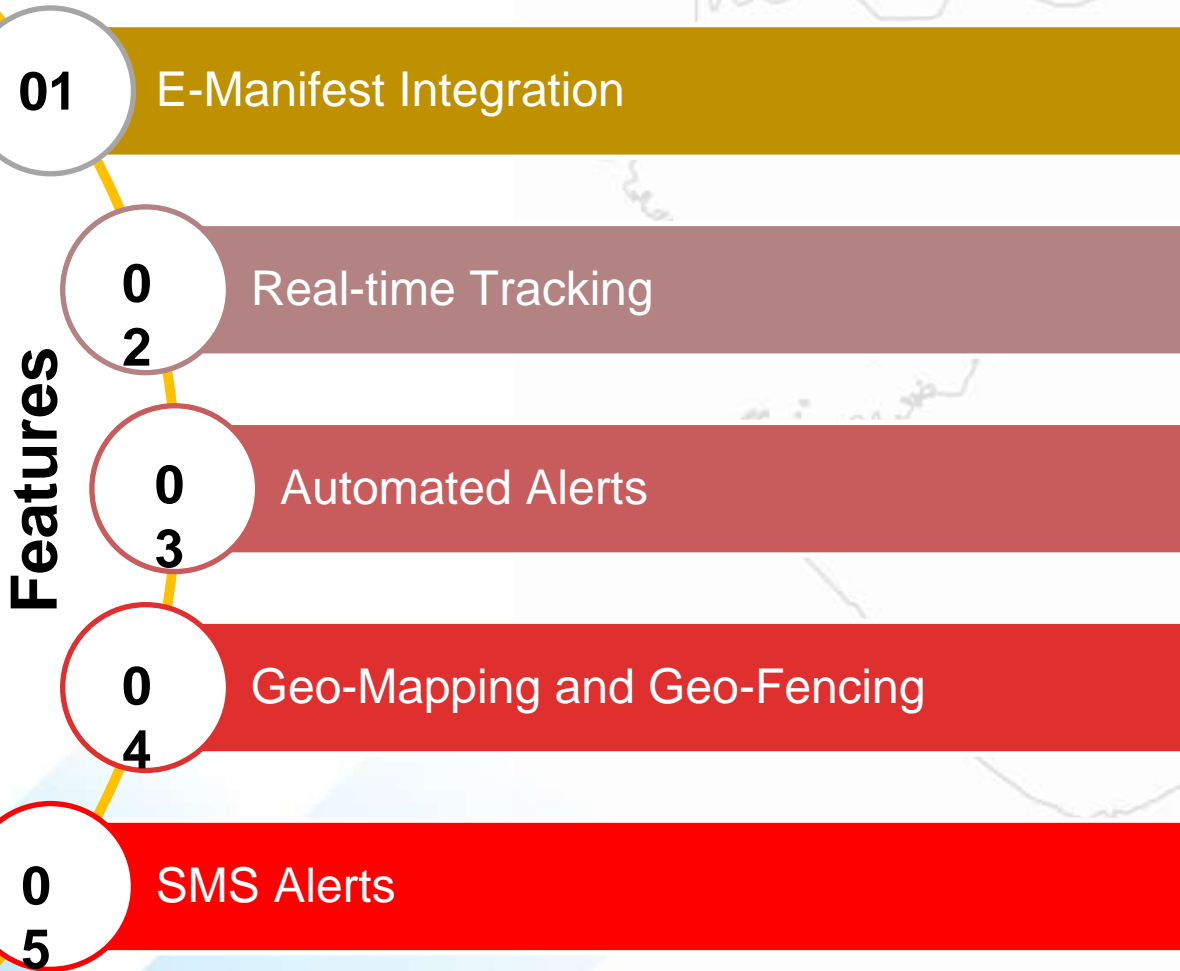 Features
01
E-Manifest Integration
0
2
Real-time Tracking
0
3
Automated Alerts
0
4
Geo-Mapping and Geo-Fencing
0
5
SMS Alerts